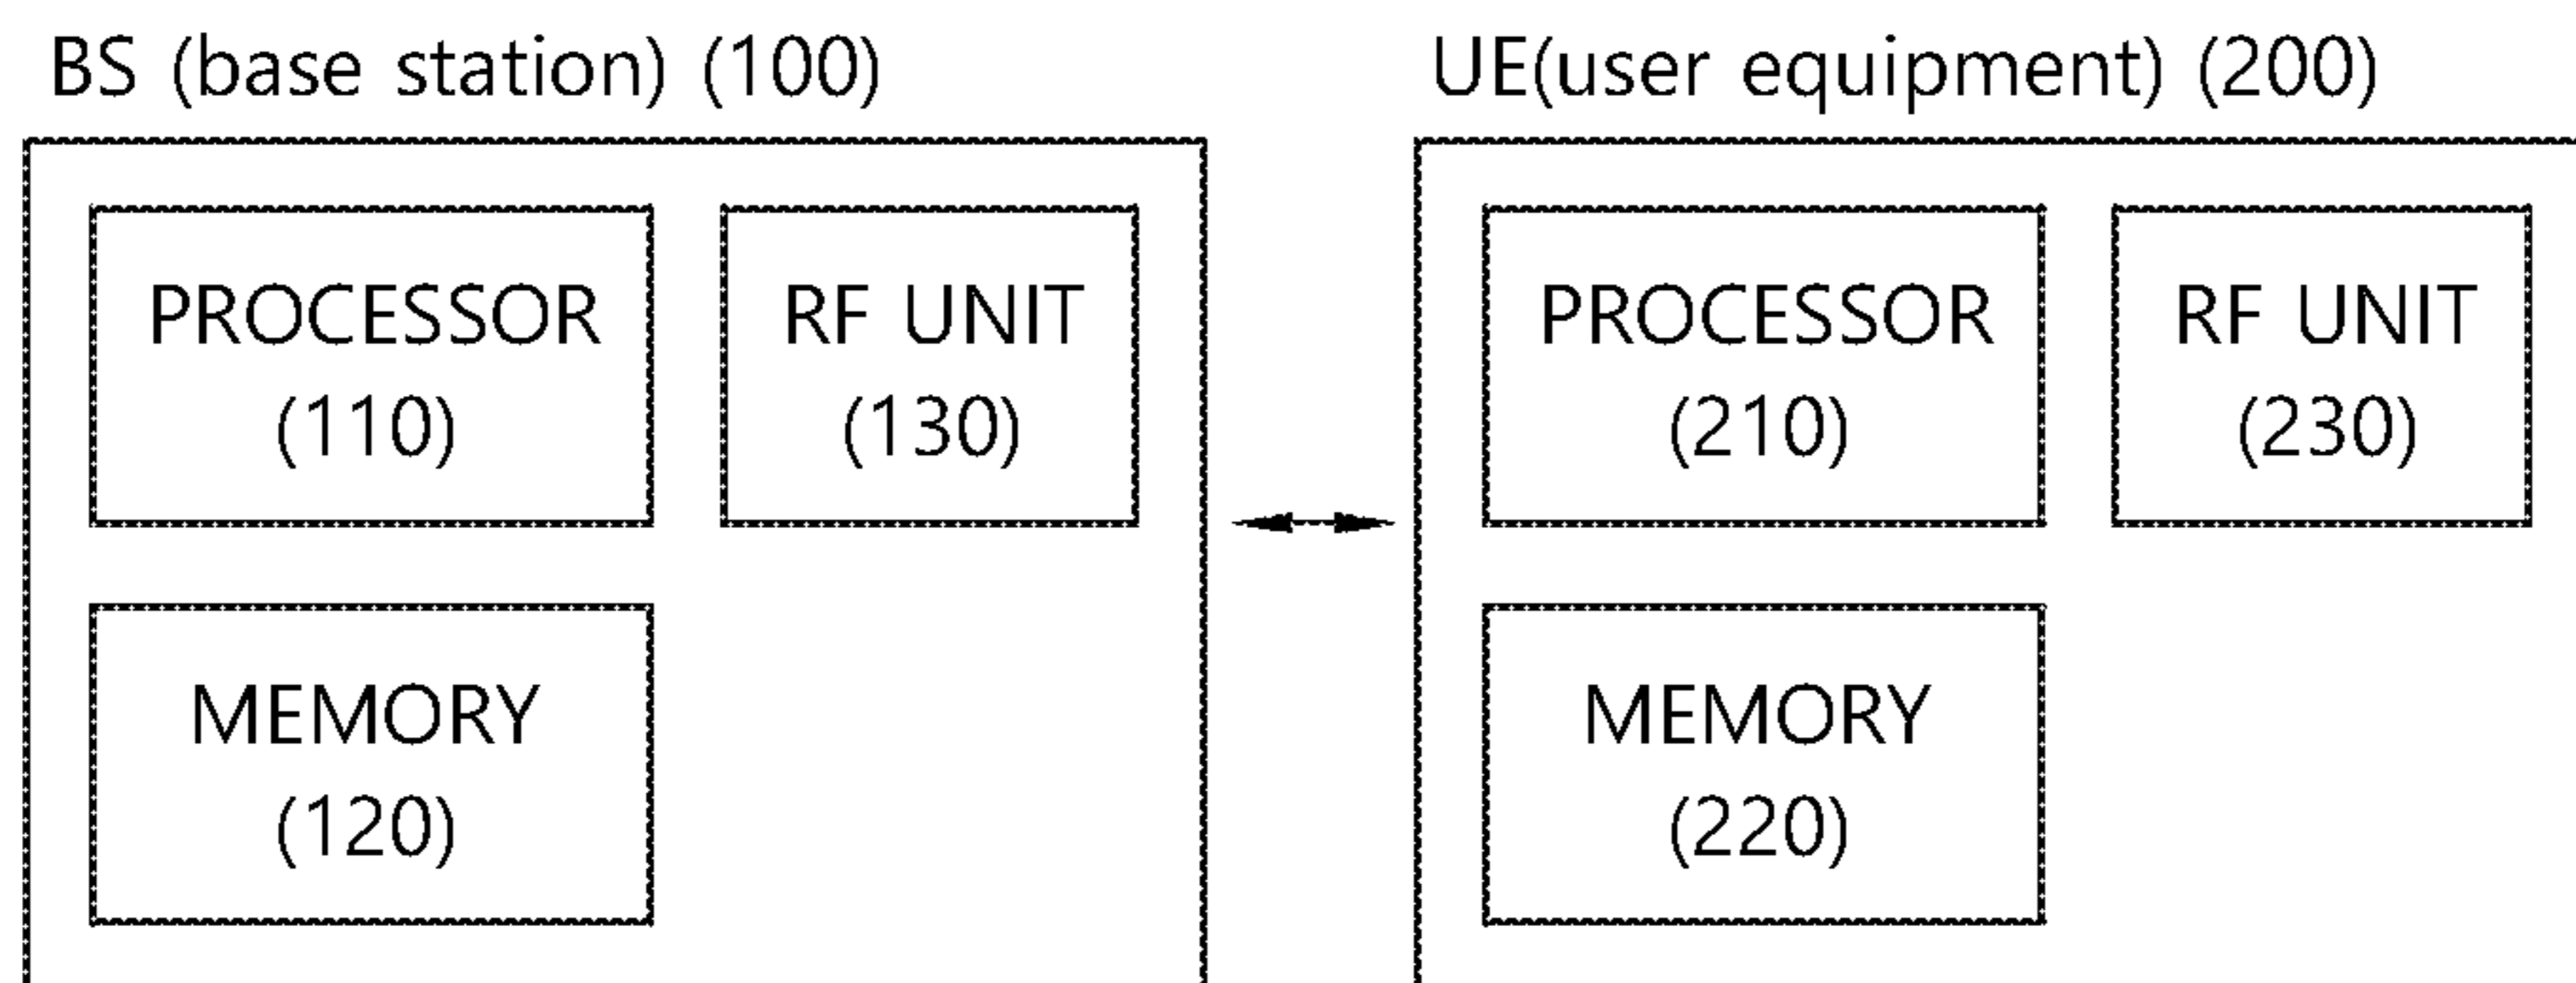 BS (base station) (100)
PROCESSOR
(110)
RF UNIT
(130)
MEMORY
(120)
UE(user equipment) (200)
PROCESSOR
(210)
RF UNIT
(230)
MEMORY
(220)